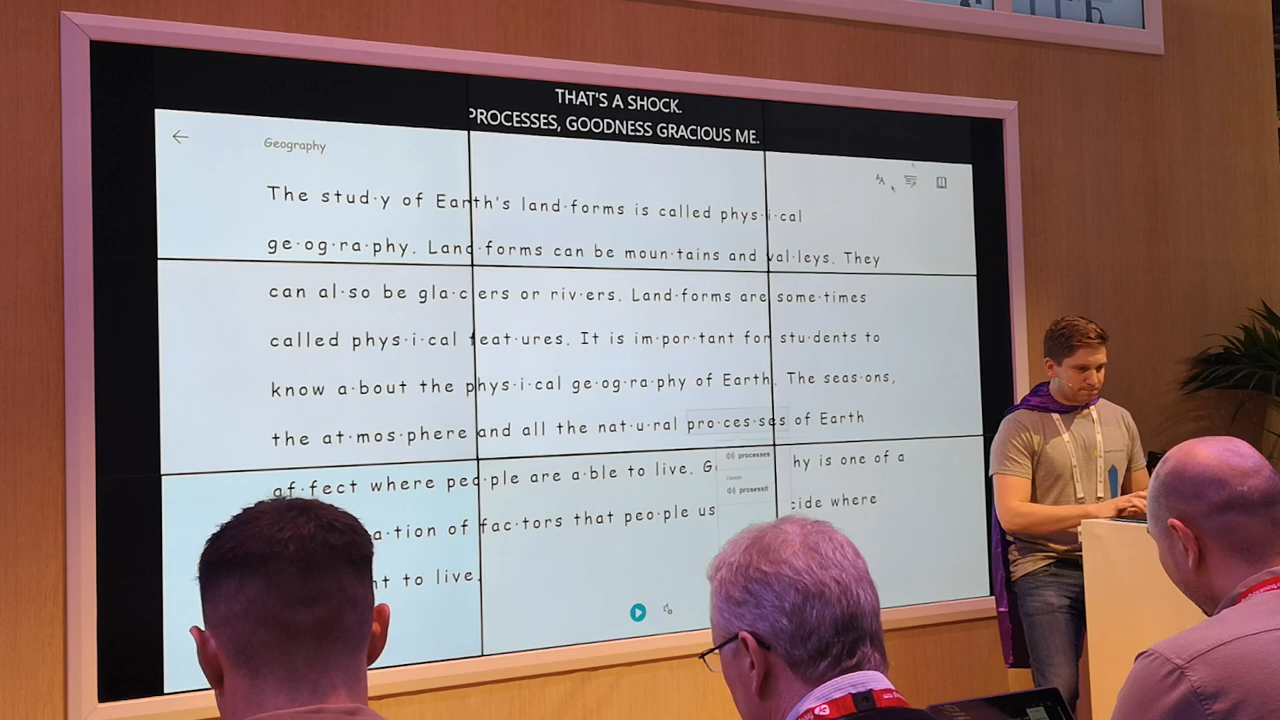 THAT'S A SHOCK.
PROCESSES, GOODNESS GRACIOUS ME.
Geography
The stud·y of Earth's land·forms is called phys·i·cal
ge·og·ra·phy. Land·forms can be moun·tains and val·leys. They
can al·so be gla·ciers or riv·ers. Land·forms are some·times
called phys·i·cal feat·ures. It is im·por·tant for stu·dents to
know a·bout the phys·i·cal ge·og·ra·phy of Earth. The seas·ons,
the at·mos·phere and all the nat·u·ral pro·ces·ses of Earth
af·fect where peo·ple are a·ble to live. G hy is one of a
a·tion of fac·tors that peo·ple us cide where
nt to live.
processes
prosessit